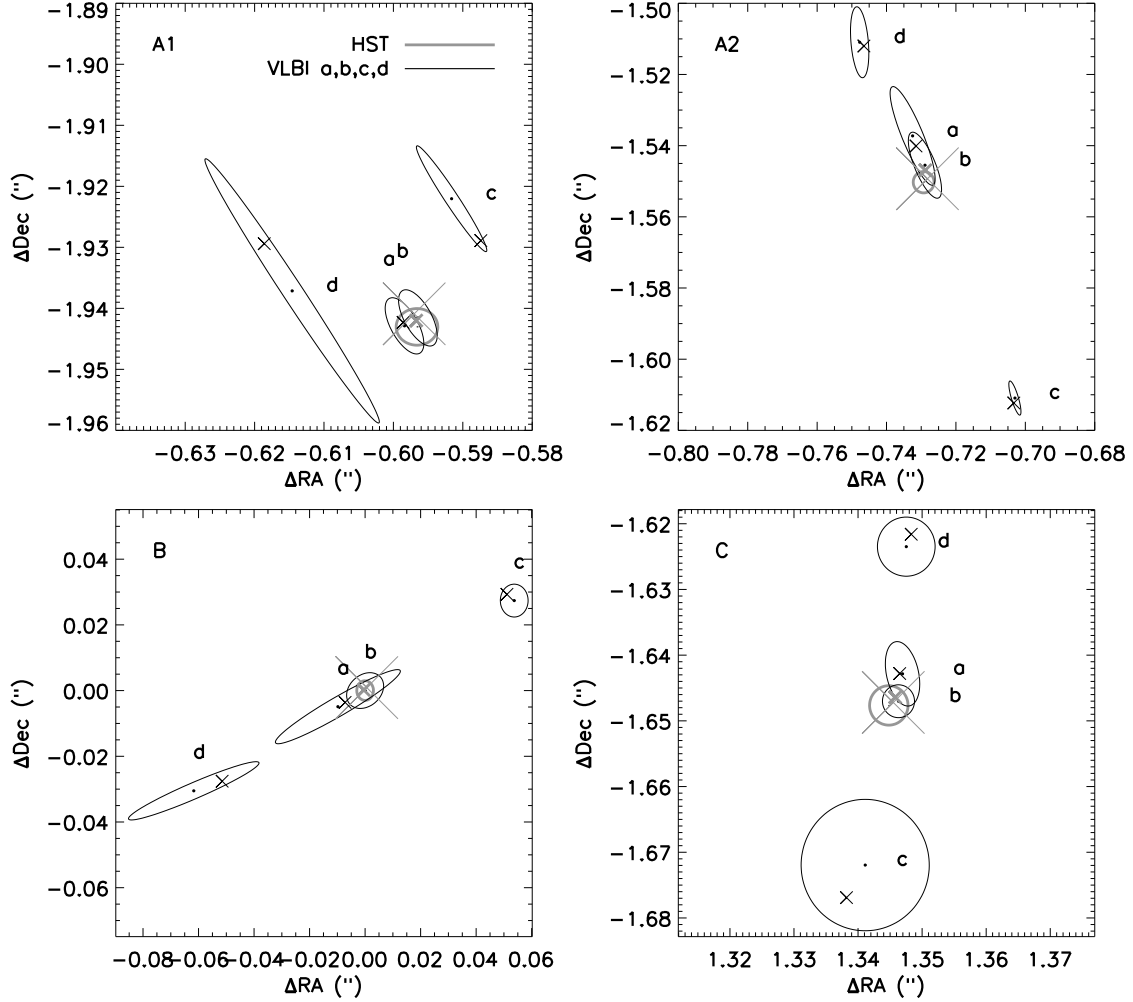 −1.89
A1
HST
VLBI a,b,c,d
−1.90
−1.91
−1.92
c
−1.93
a
b
d
−1.94
−1.95
−1.96
−0.63 −0.62 −0.61 −0.60 −0.59 −0.58
ΔRA (")
ΔDec (")
−1.50
A2
d
−1.52
−1.54
a
b
−1.56
−1.58
−1.60
c
−1.62
−0.80 −0.78 −0.76 −0.74 −0.72 −0.70 −0.68
ΔRA (")
ΔDec (")
B
c
0.04
0.02
b
a
0.00
d
−0.02
−0.04
−0.06
−0.08 −0.06 −0.04 −0.02 0.00 0.02 0.04 0.06
ΔRA (")
ΔDec (")
−1.62
C
d
−1.63
−1.64
a
b
−1.65
−1.66
−1.67
c
−1.68
1.32 1.33 1.34 1.35 1.36 1.37
ΔRA (")
ΔDec (")